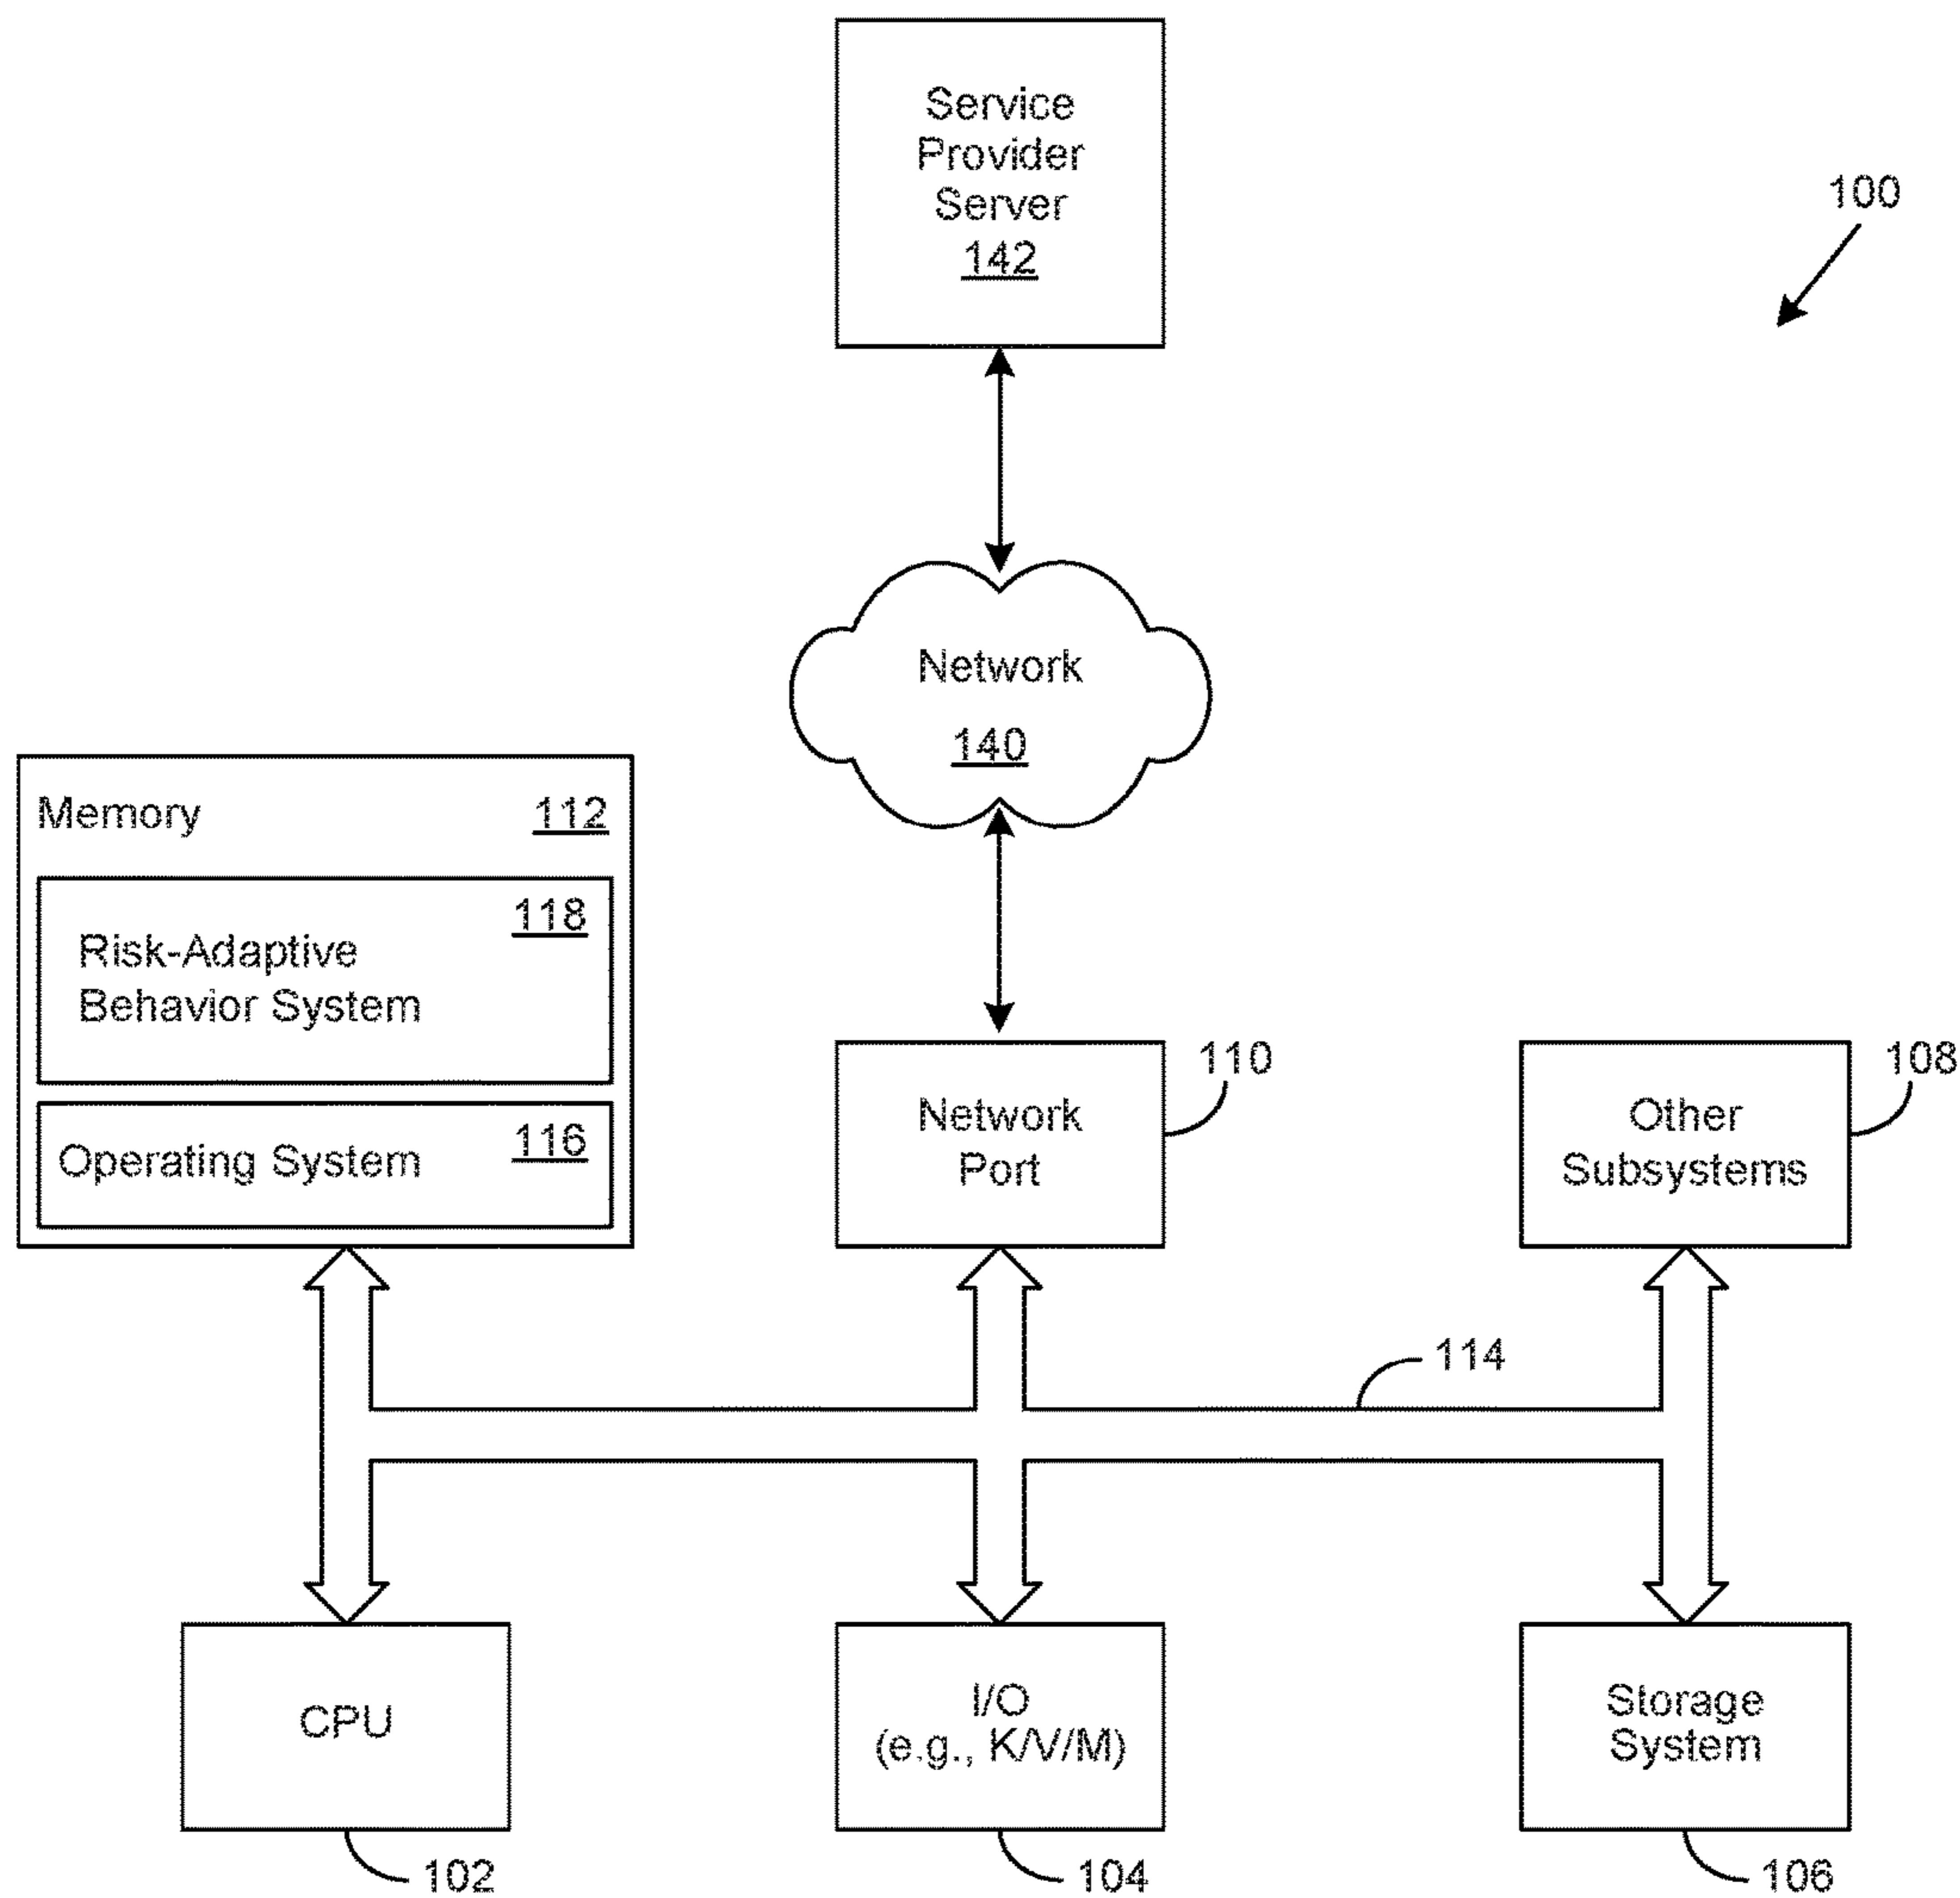 Service
Provider
Server
142
100
Network
140
Memory 112
118
Risk-Adaptive
Behavior System
116
Operating System
110
Network
Port
108
Other
Subsystems
114
CPU
I/O
(e.g., K/V/M)
Storage
System
102
104
106